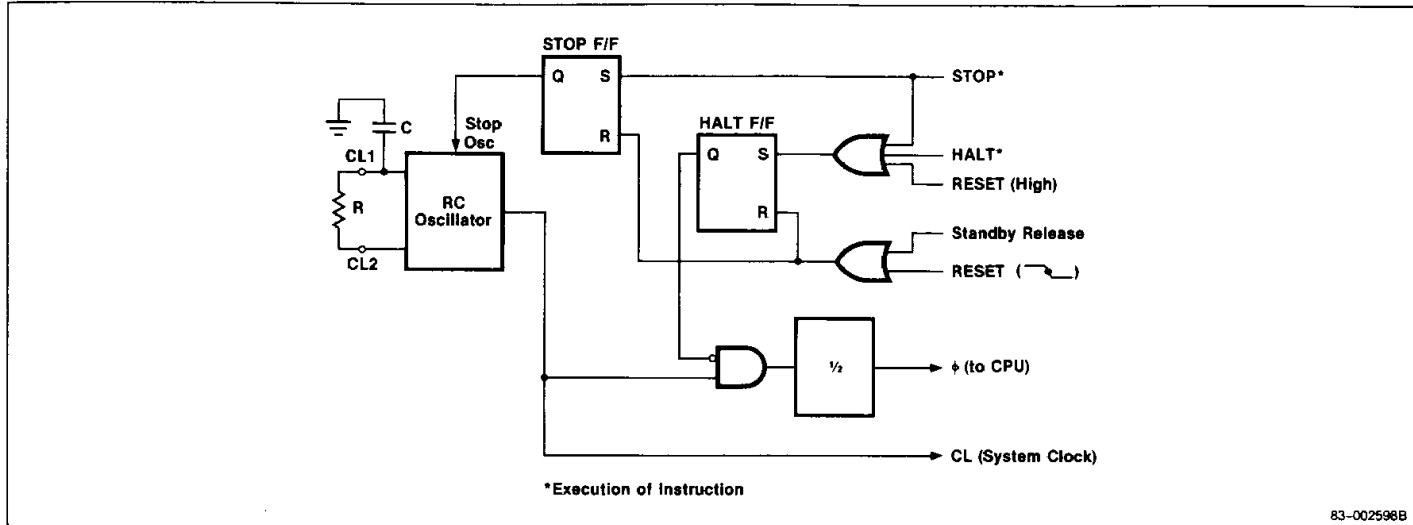 STOP F/F
Q S
STOP*
R
HALT F/F
C
Stop
Osc
CL1
Q S
HALT*
RESET (High)
R
RC
Oscillator
R
Standby Release
CL2
RESET ( )
½
ϕ (to CPU)
CL (System Clock)
*Execution of Instruction
83-002598B